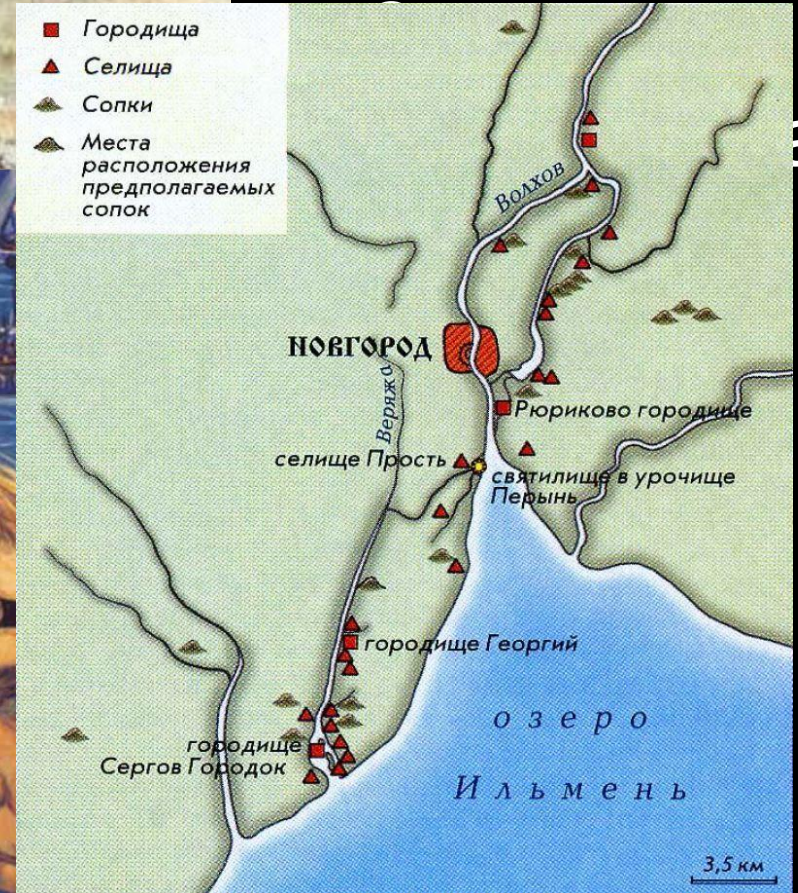 Городища
Селища
Сопки
Места
расположения
предполагаемых
сопок
Волхов
НОВГОРОД
Веряжа
Рюриково городище
селище Прость
святилище в урочище
Перынь
городище Георгий
городище
Сергов Городок
озеро
Ильмень
3,5 км